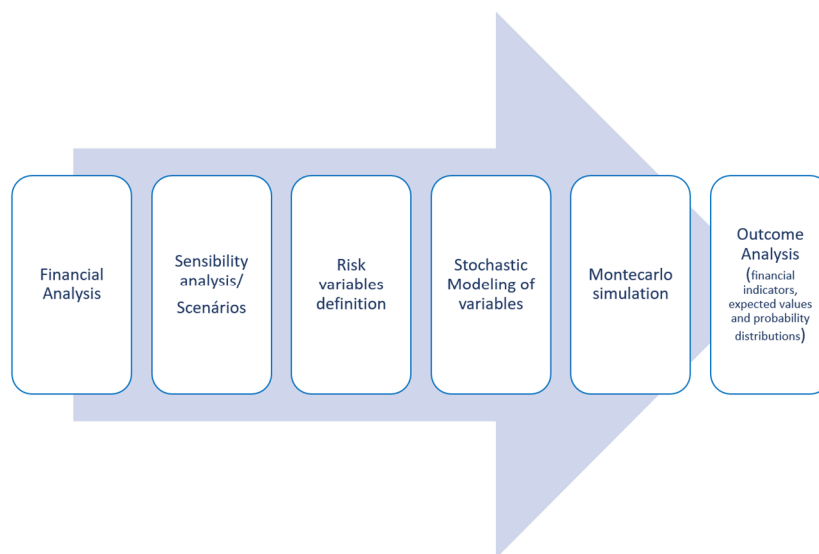 Financial
Analysis
Sensibility
analysis/
Scenários
Risk
variables
definition
Stochastic
Modeling of
variables
Montecarlo
simulation
Outcome
Analysis
(financial
indicators,
expected values
and probability
distributions)